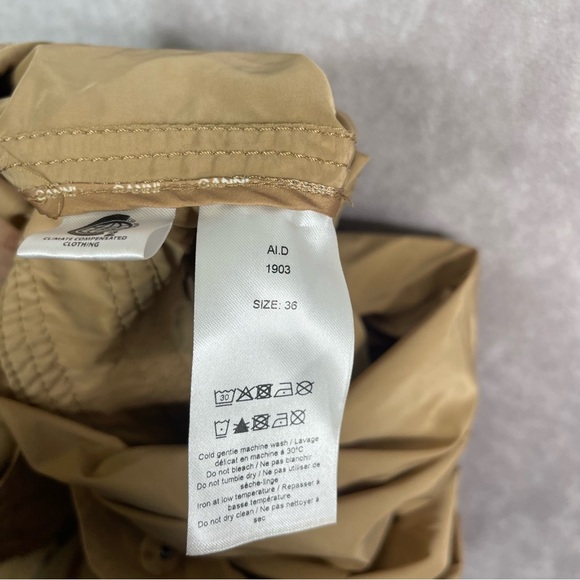 CLIMATE COMPENSATED
CLOTHING
AI.D
1903
SIZE: 36
30
Cold gentle machine wash / Lavage
délicat en machine à 30°C
Do not bleach / Ne pas blanchir
Do not tumble dry / Ne pas utiliser de
sèche-linge
Iron at low temperature / Repasser à
basse température.
Do not dry clean / Ne pas nettoyer à
sec